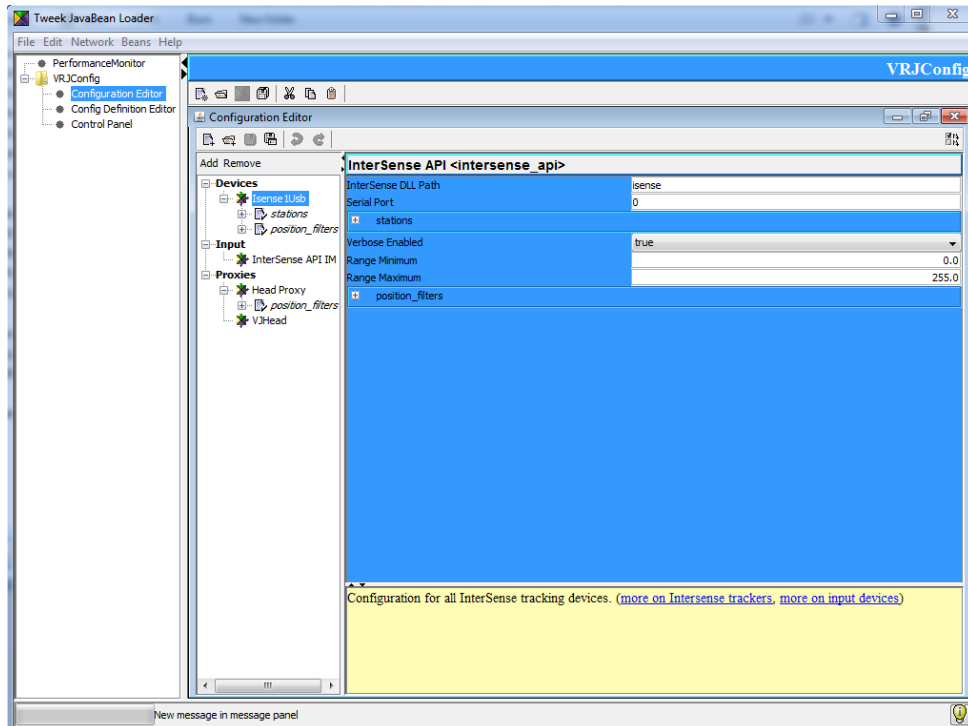 Tweek JavaBean Loader
File Edit Network Beans Help
PerformanceMonitor
VRJConfig
Configuration Editor
Config Definition Editor
Control Panel
VRJConfig
Configuration Editor
Add Remove
Devices
Isense IUsb
stations
position_filters
Input
InterSense API IM
Proxies
Head Proxy
position_filters
VJHead
InterSense API <intersense_api>
InterSense DLL Path isense
Serial Port 0
stations
Verbose Enabled true
Range Minimum 0.0
Range Maximum 255.0
position_filters
Configuration for all InterSense tracking devices. (more on Intersense trackers, more on input devices)
New message in message panel